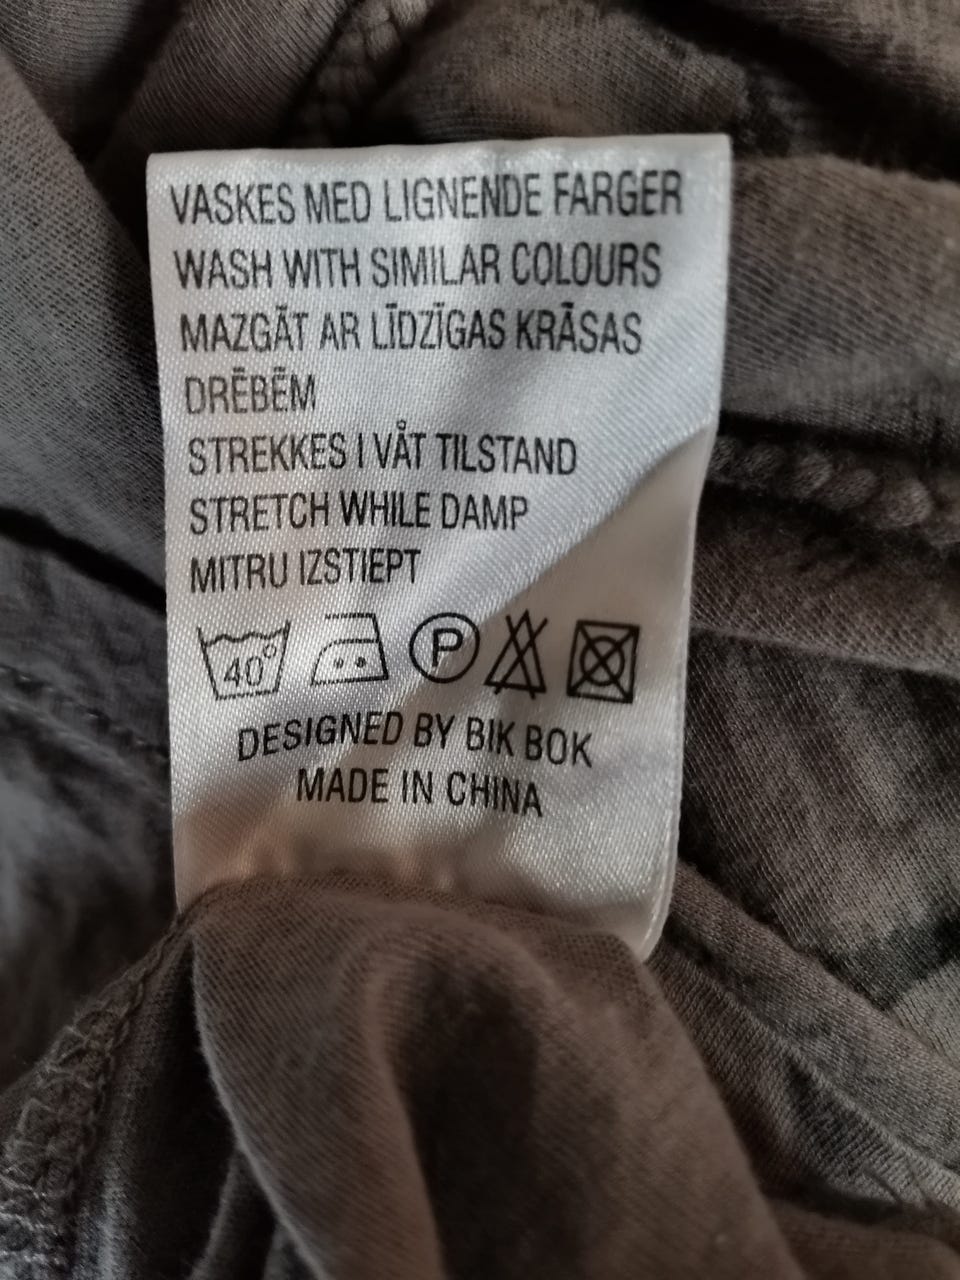 VASKES MED LIGNENDE FARGER
WASH WITH SIMILAR COLOURS
MAZGĀT AR LĪDZĪGAS KRĀSAS
DRĒBĒM
STREKKES I VÅT TILSTAND
STRETCH WHILE DAMP
MITRU IZSTIEPT
40° P
DESIGNED BY BIK BOK
MADE IN CHINA